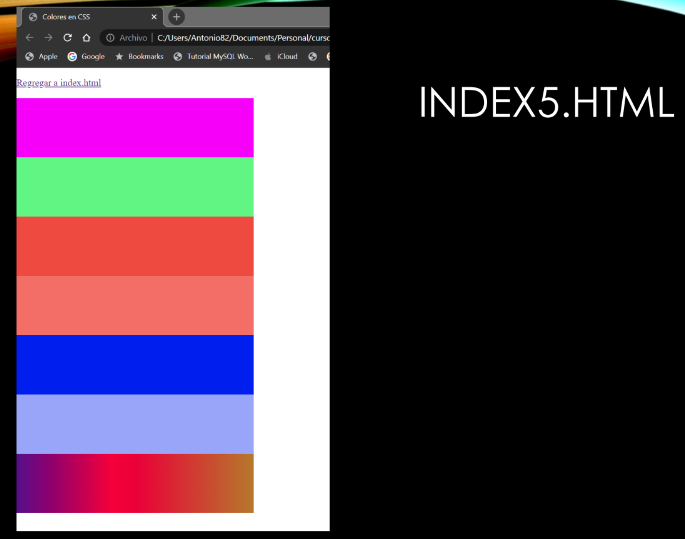 Colores en CSS
Archivo | C:/Users/Antonio82/Documents/Personal/curso
Apple Google Bookmarks Tutorial MySQL Wo... iCloud
Regregar a index.html
INDEX5.HTML